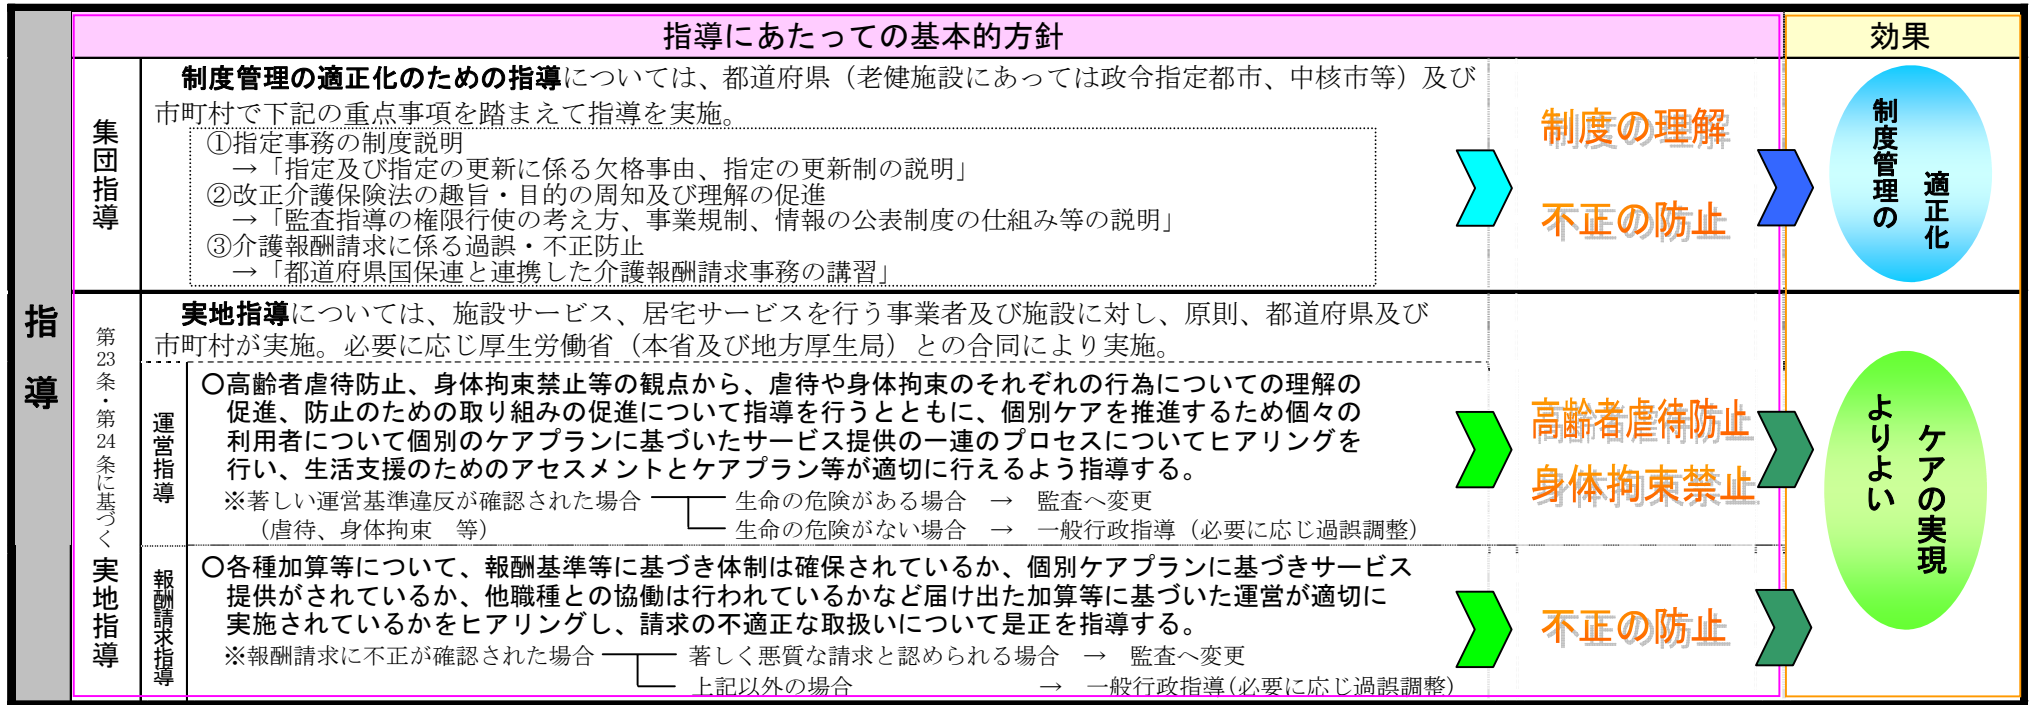 指導にあたっての基本的方針
効果
指導
集団指導
制度管理の適正化のための指導については、都道府県（老健施設にあっては政令指定都市、中核市等）及び
市町村で下記の重点事項を踏まえて指導を実施。
①指定事務の制度説明
→「指定及び指定の更新に係る欠格事由、指定の更新制の説明」
②改正介護保険法の趣旨・目的の周知及び理解の促進
→「監査指導の権限行使の考え方、事業規制、情報の公表制度の仕組み等の説明」
③介護報酬請求に係る過誤・不正防止
→「都道府県国保連と連携した介護報酬請求事務の講習」
制度の理解
不正の防止
制度管理の
適正化
第23条・第24条に基づく
実地指導
実地指導については、施設サービス、居宅サービスを行う事業者及び施設に対し、原則、都道府県及び
市町村が実施。必要に応じ厚生労働省（本省及び地方厚生局）との合同により実施。
運営指導
〇高齢者虐待防止、身体拘束禁止等の観点から、虐待や身体拘束のそれぞれの行為についての理解の
促進、防止のための取り組みの促進について指導を行うとともに、個別ケアを推進するため個々の
利用者について個別のケアプランに基づいたサービス提供の一連のプロセスについてヒアリングを
行い、生活支援のためのアセスメントとケアプラン等が適切に行えるよう指導する。
※著しい運営基準違反が確認された場合 生命の危険がある場合 → 監査へ変更
（虐待、身体拘束 等） 生命の危険がない場合 → 一般行政指導（必要に応じ過誤調整）
高齢者虐待防止
身体拘束禁止
よりよい
ケアの実現
報酬請求指導
〇各種加算等について、報酬基準等に基づき体制は確保されているか、個別ケアプランに基づきサービス
提供がされているか、他職種との協働は行われているかなど届け出た加算等に基づいた運営が適切に
実施されているかをヒアリングし、請求の不適正な取扱いについて是正を指導する。
※報酬請求に不正が確認された場合 著しく悪質な請求と認められる場合 → 監査へ変更
上記以外の場合 → 一般行政指導（必要に応じ過誤調整）
不正の防止